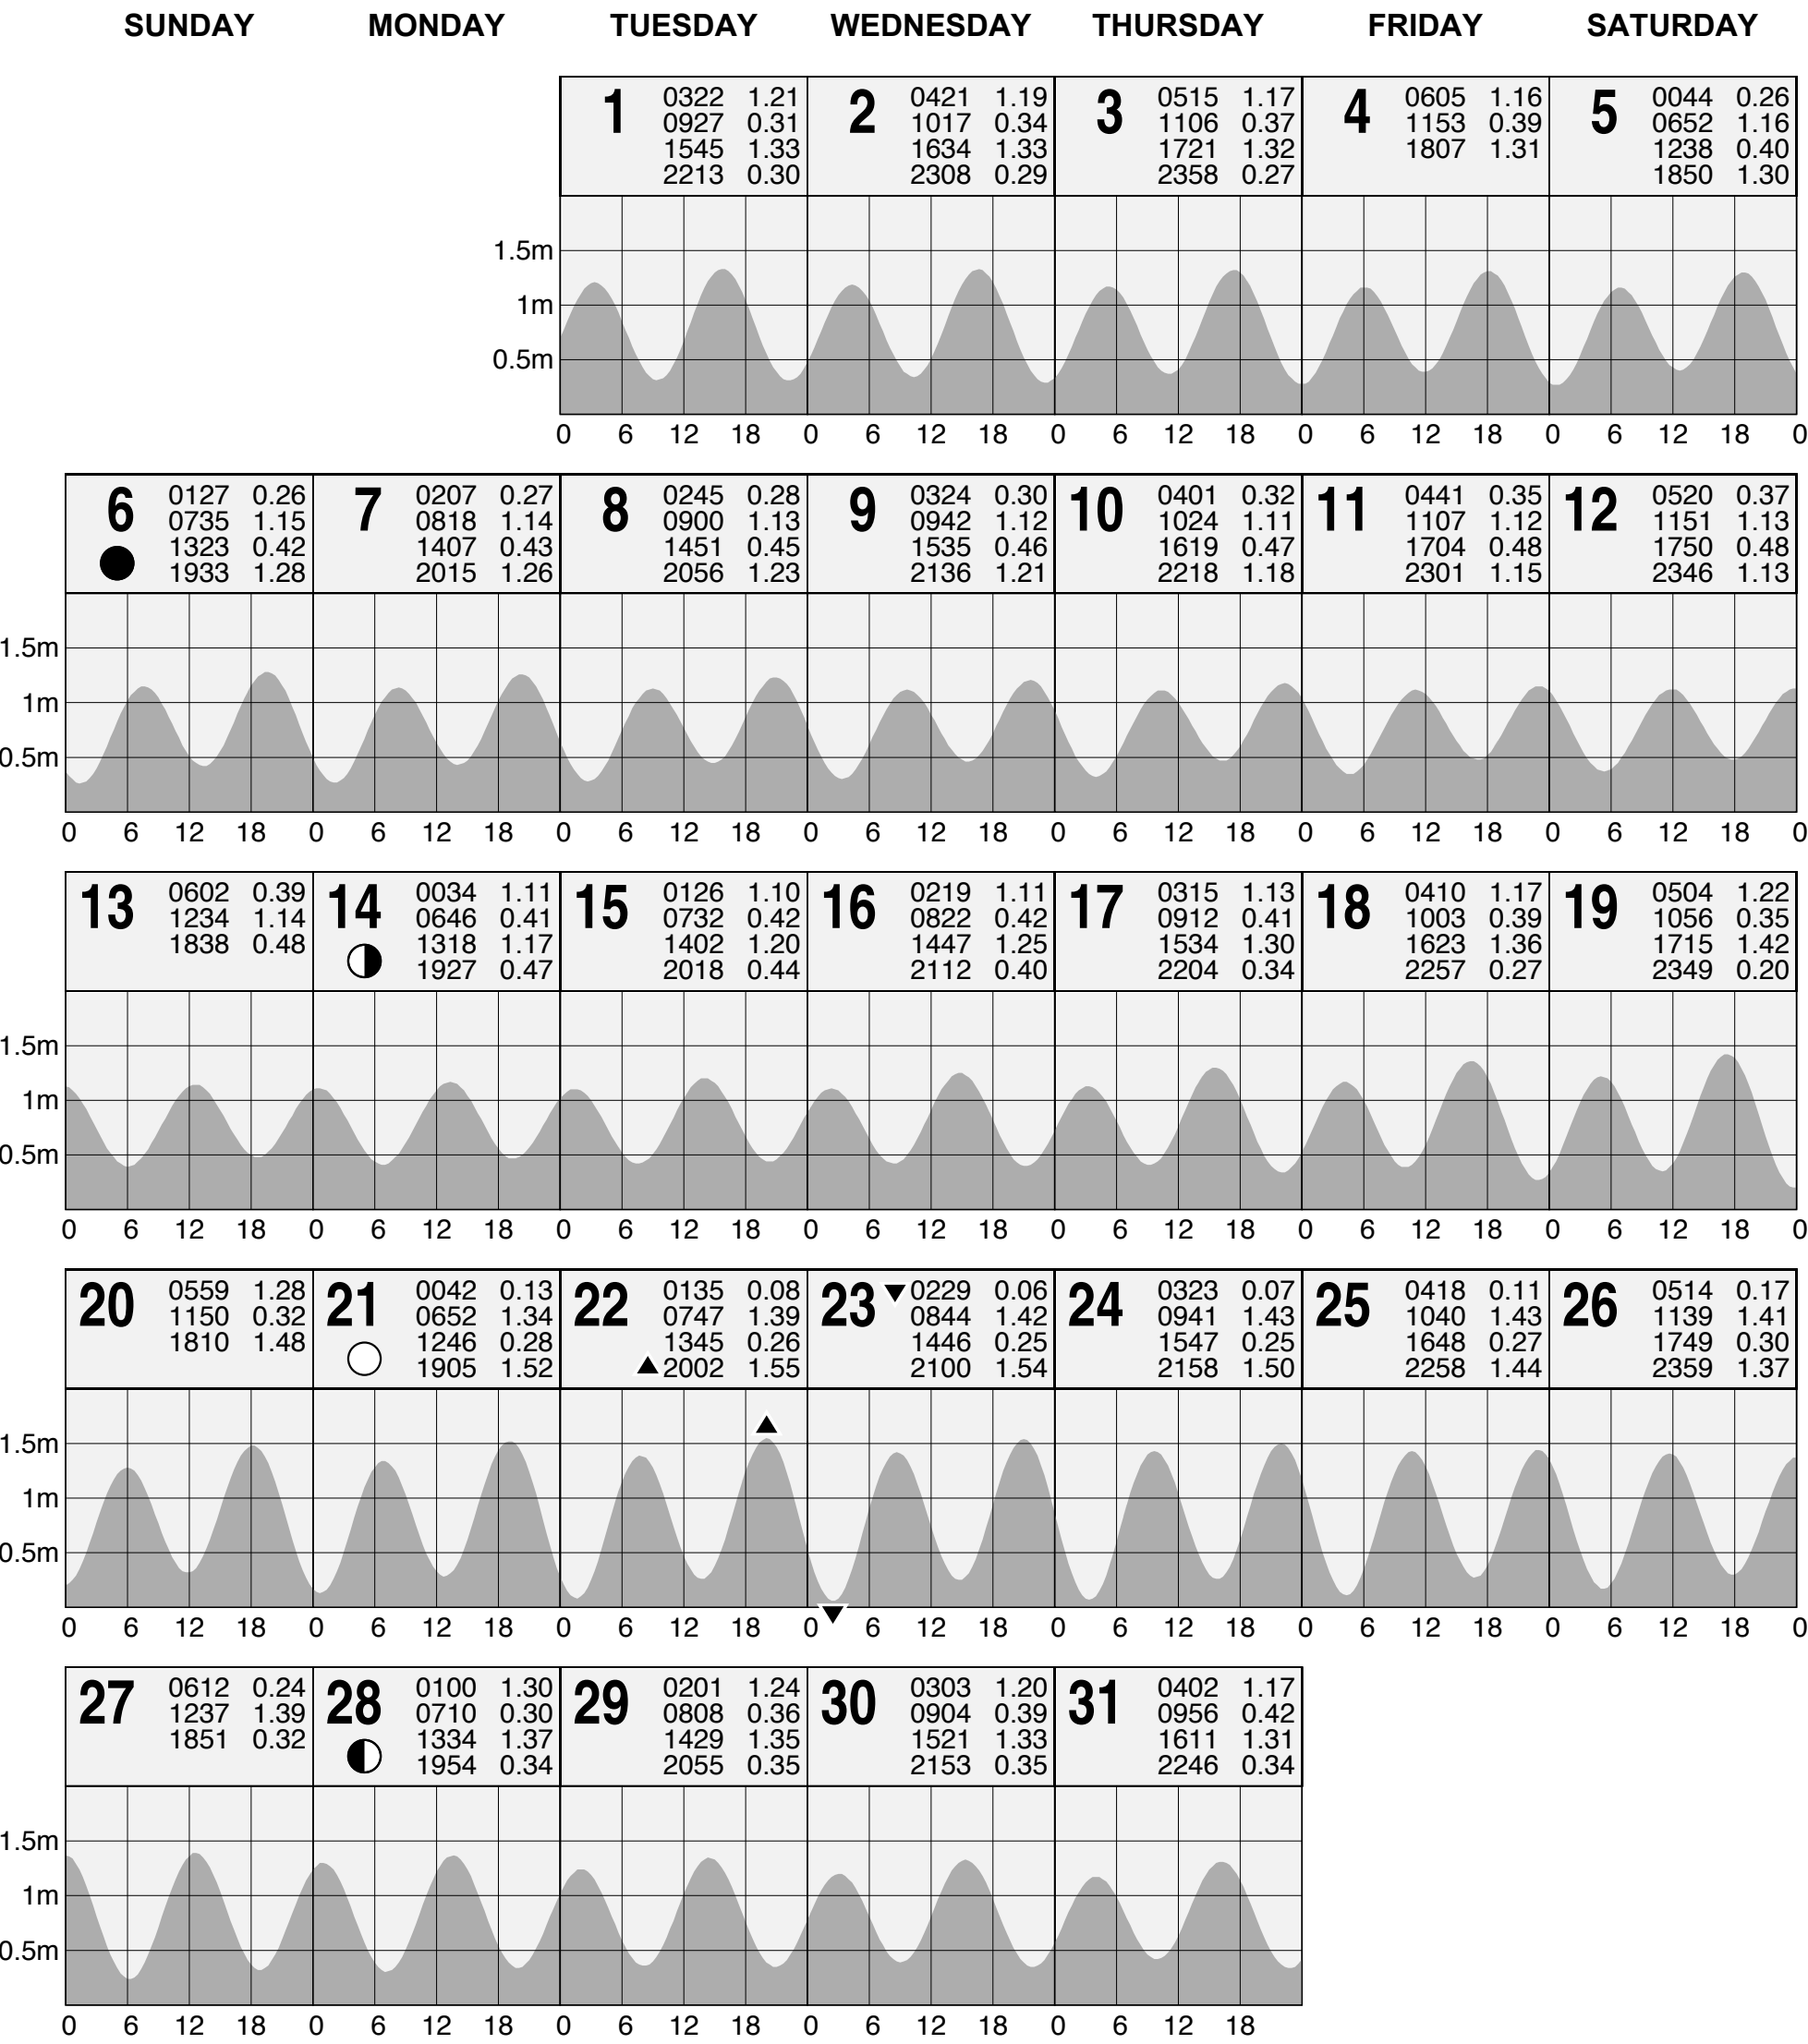 SUNDAY MONDAY TUESDAY WEDNESDAY THURSDAY FRIDAY SATURDAY
1 0322 1.21
0927 0.31
1545 1.33
2213 0.30
2 0421 1.19
1017 0.34
1634 1.33
2308 0.29
3 0515 1.17
1106 0.37
1721 1.32
2358 0.27
4 0605 1.16
1153 0.39
1807 1.31
5 0044 0.26
0652 1.16
1238 0.40
1850 1.30
1.5m
1m
0.5m
0 6 12 18 0 6 12 18 0 6 12 18 0 6 12 18 0 6 12 18 0
6 0127 0.26
0735 1.15
1323 0.42
1933 1.28
7 0207 0.27
0818 1.14
1407 0.43
2015 1.26
8 0245 0.28
0900 1.13
1451 0.45
2056 1.23
9 0324 0.30
0942 1.12
1535 0.46
2136 1.21
10 0401 0.32
1024 1.11
1619 0.47
2218 1.18
11 0441 0.35
1107 1.12
1704 0.48
2301 1.15
12 0520 0.37
1151 1.13
1750 0.48
2346 1.13
1.5m
1m
0.5m
0 6 12 18 0 6 12 18 0 6 12 18 0 6 12 18 0 6 12 18 0 6 12 18 0 6 12 18 0
13 0602 0.39
1234 1.14
1838 0.48
14 0034 1.11
0646 0.41
1318 1.17
1927 0.47
15 0126 1.10
0732 0.42
1402 1.20
2018 0.44
16 0219 1.11
0822 0.42
1447 1.25
2112 0.40
17 0315 1.13
0912 0.41
1534 1.30
2204 0.34
18 0410 1.17
1003 0.39
1623 1.36
2257 0.27
19 0504 1.22
1056 0.35
1715 1.42
2349 0.20
1.5m
1m
0.5m
0 6 12 18 0 6 12 18 0 6 12 18 0 6 12 18 0 6 12 18 0 6 12 18 0 6 12 18 0
20 0559 1.28
1150 0.32
1810 1.48
21 0042 0.13
0652 1.34
1246 0.28
1905 1.52
22 0135 0.08
0747 1.39
1345 0.26
2002 1.55
23 0229 0.06
0844 1.42
1446 0.25
2100 1.54
24 0323 0.07
0941 1.43
1547 0.25
2158 1.50
25 0418 0.11
1040 1.43
1648 0.27
2258 1.44
26 0514 0.17
1139 1.41
1749 0.30
2359 1.37
1.5m
1m
0.5m
0 6 12 18 0 6 12 18 0 6 12 18 0 6 12 18 0 6 12 18 0 6 12 18 0 6 12 18 0
27 0612 0.24
1237 1.39
1851 0.32
28 0100 1.30
0710 0.30
1334 1.37
1954 0.34
29 0201 1.24
0808 0.36
1429 1.35
2055 0.35
30 0303 1.20
0904 0.39
1521 1.33
2153 0.35
31 0402 1.17
0956 0.42
1611 1.31
2246 0.34
1.5m
1m
0.5m
0 6 12 18 0 6 12 18 0 6 12 18 0 6 12 18 0 6 12 18